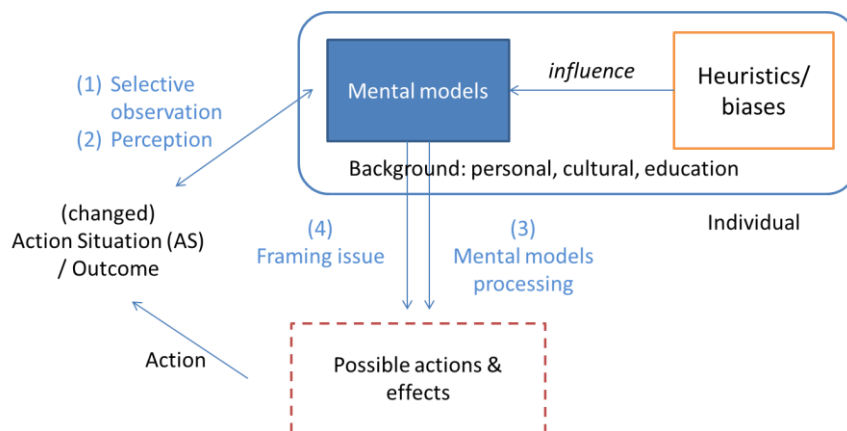 influence
Heuristics/
biases
Mental models
(1) Selective
observation
(2) Perception
Background: personal, cultural, education
Individual
(changed)
Action Situation (AS)
/ Outcome
(4)
Framing issue
(3)
Mental models
processing
Action
Possible actions &
effects